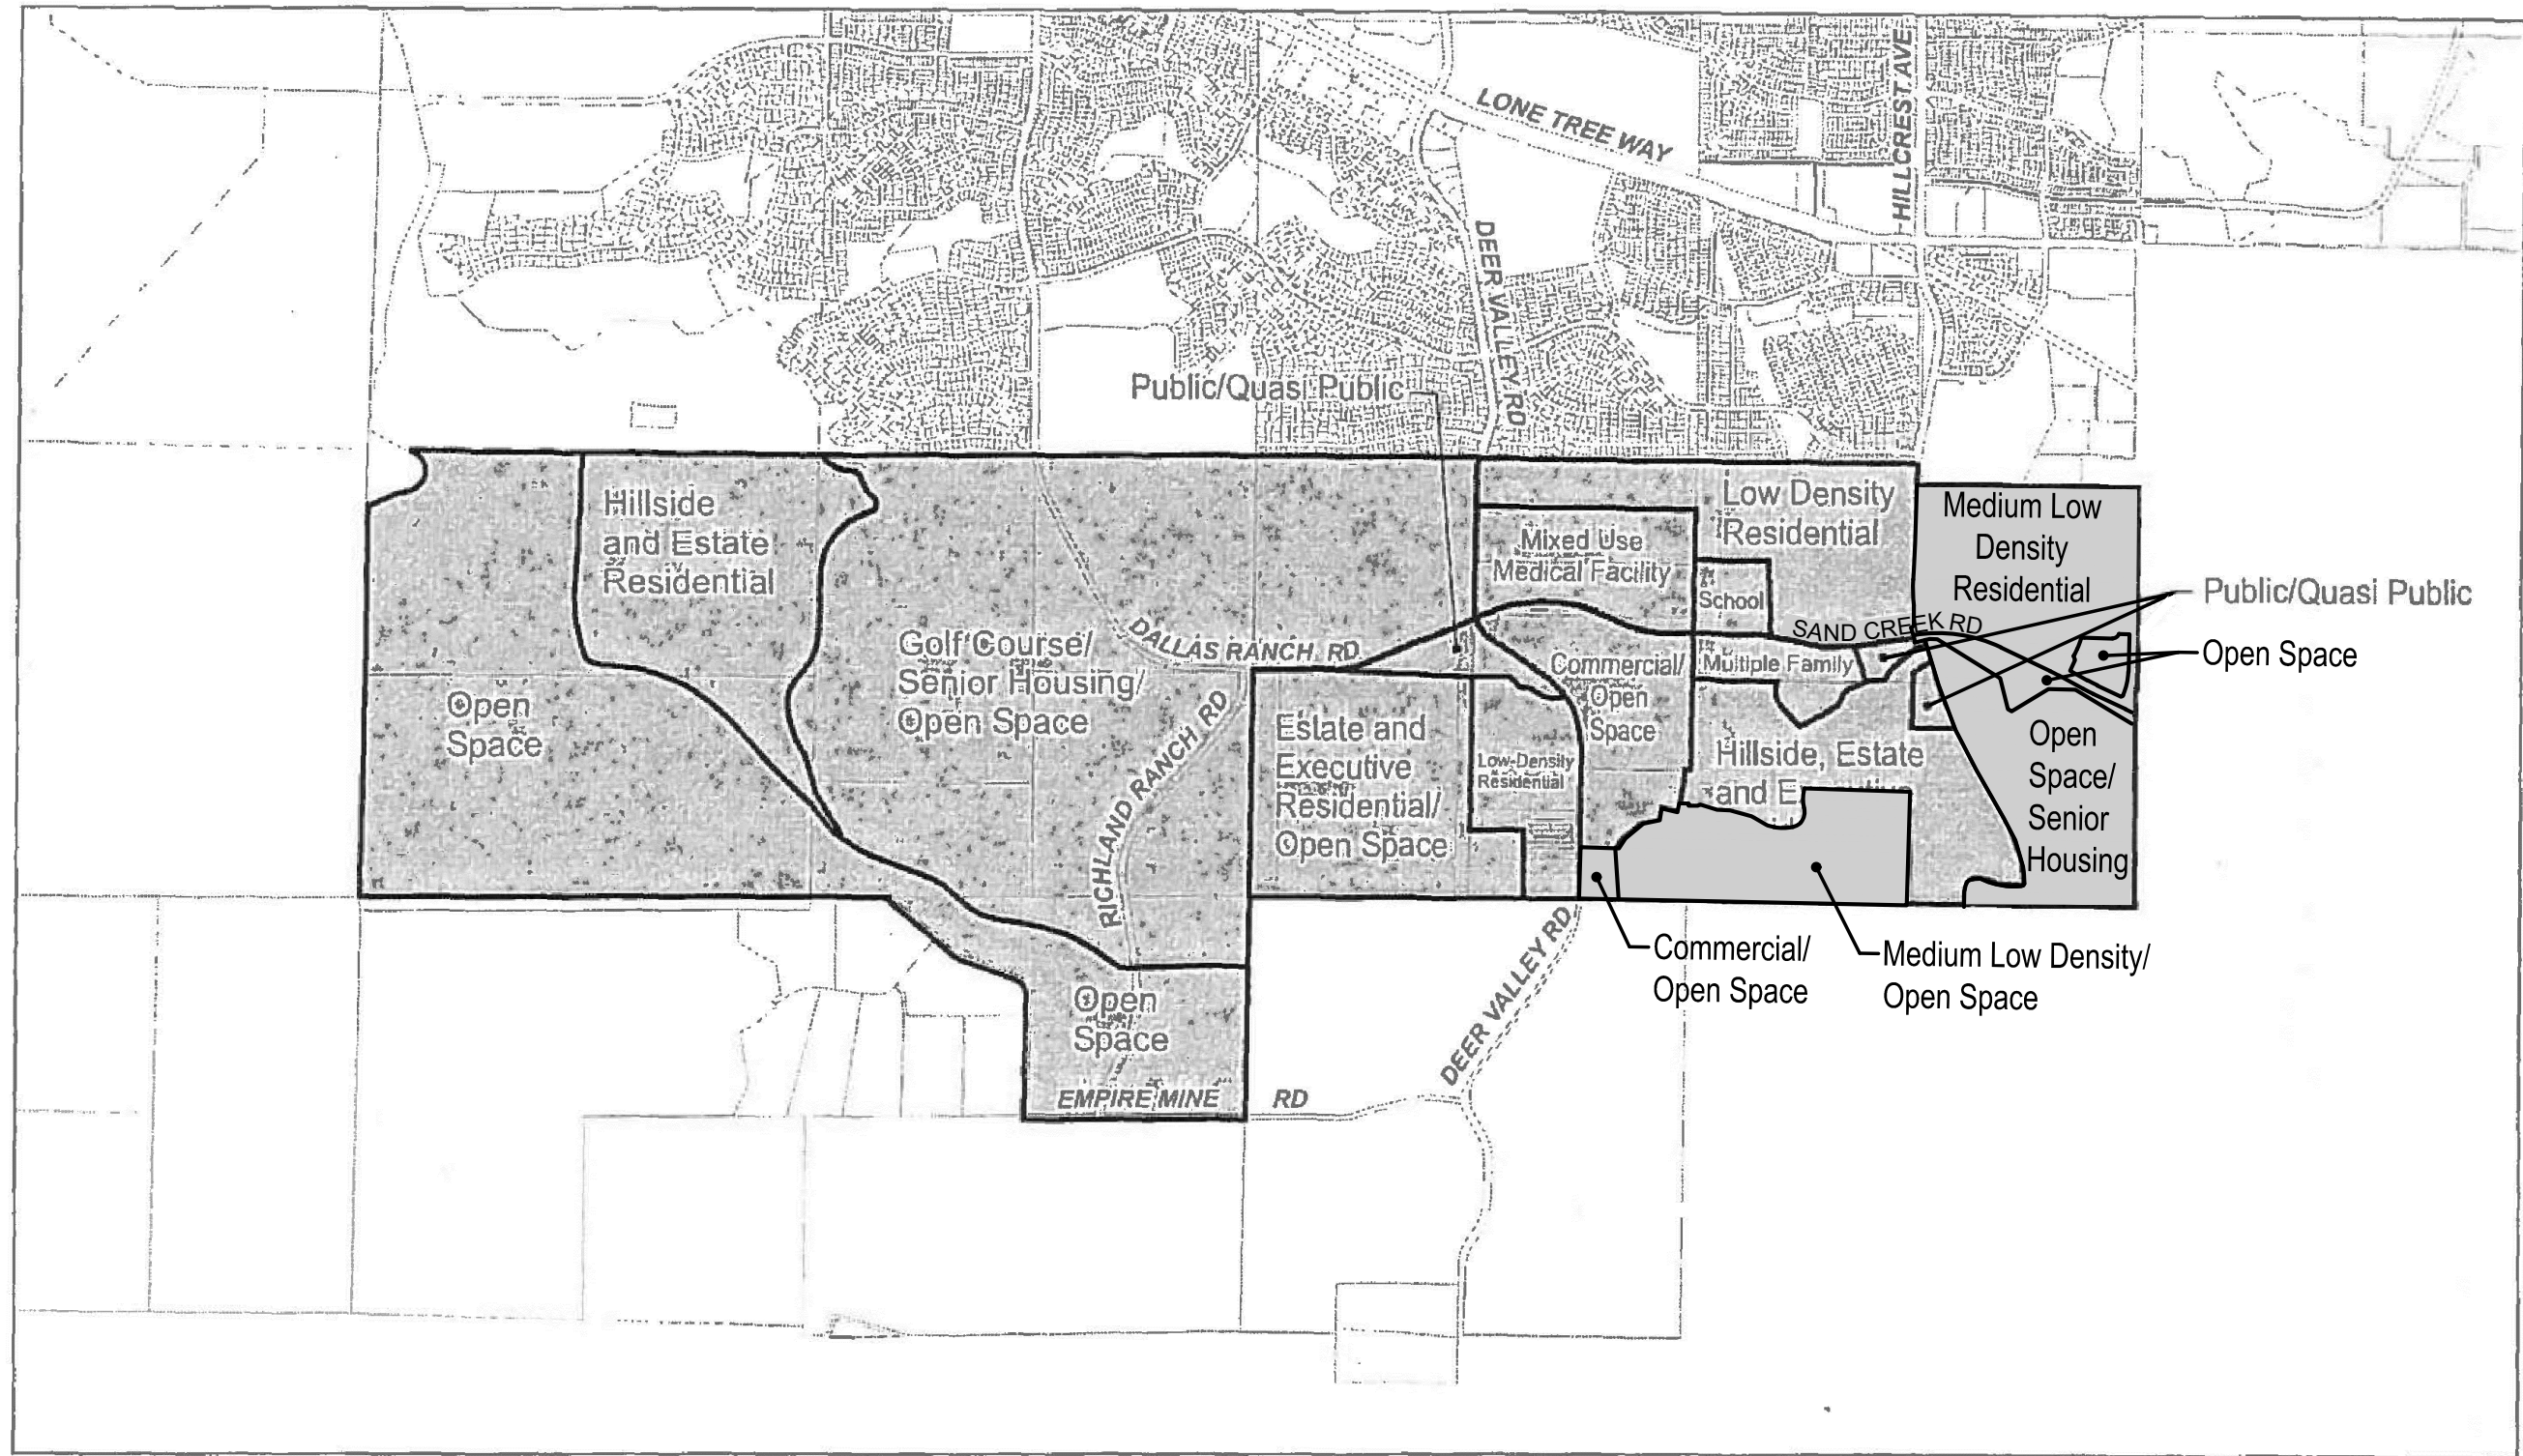 LONE TREE WAY
HILLCREST AVE
DEER VALLEY RD
Public/Quasi Public
Hillside
and Estate
Residential
Low Density
Residential
Medium Low
Density
Residential
Mixed Use
Medical Facility
School
Public/Quasi Public
SAND CREEK RD
Open Space
DALLAS RANCH RD
Golf Course/
Senior Housing/
Open Space
Commercial/
Open
Space
Multiple Family
Open
Space
RICHLAND RANCH RD
Estate and
Executive
Residential/
Open Space
Low-Density
Residential
Hillside, Estate
and
Open
Space/
Senior
Housing
Commercial/
Open Space
Medium Low Density/
Open Space
DEER VALLEY RD
Open
Space
EMPIRE MINE RD